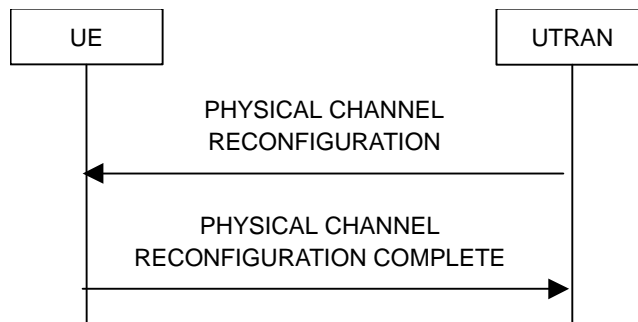 UE
UTRAN
PHYSICAL CHANNEL
RECONFIGURATION
PHYSICAL CHANNEL
RECONFIGURATION COMPLETE